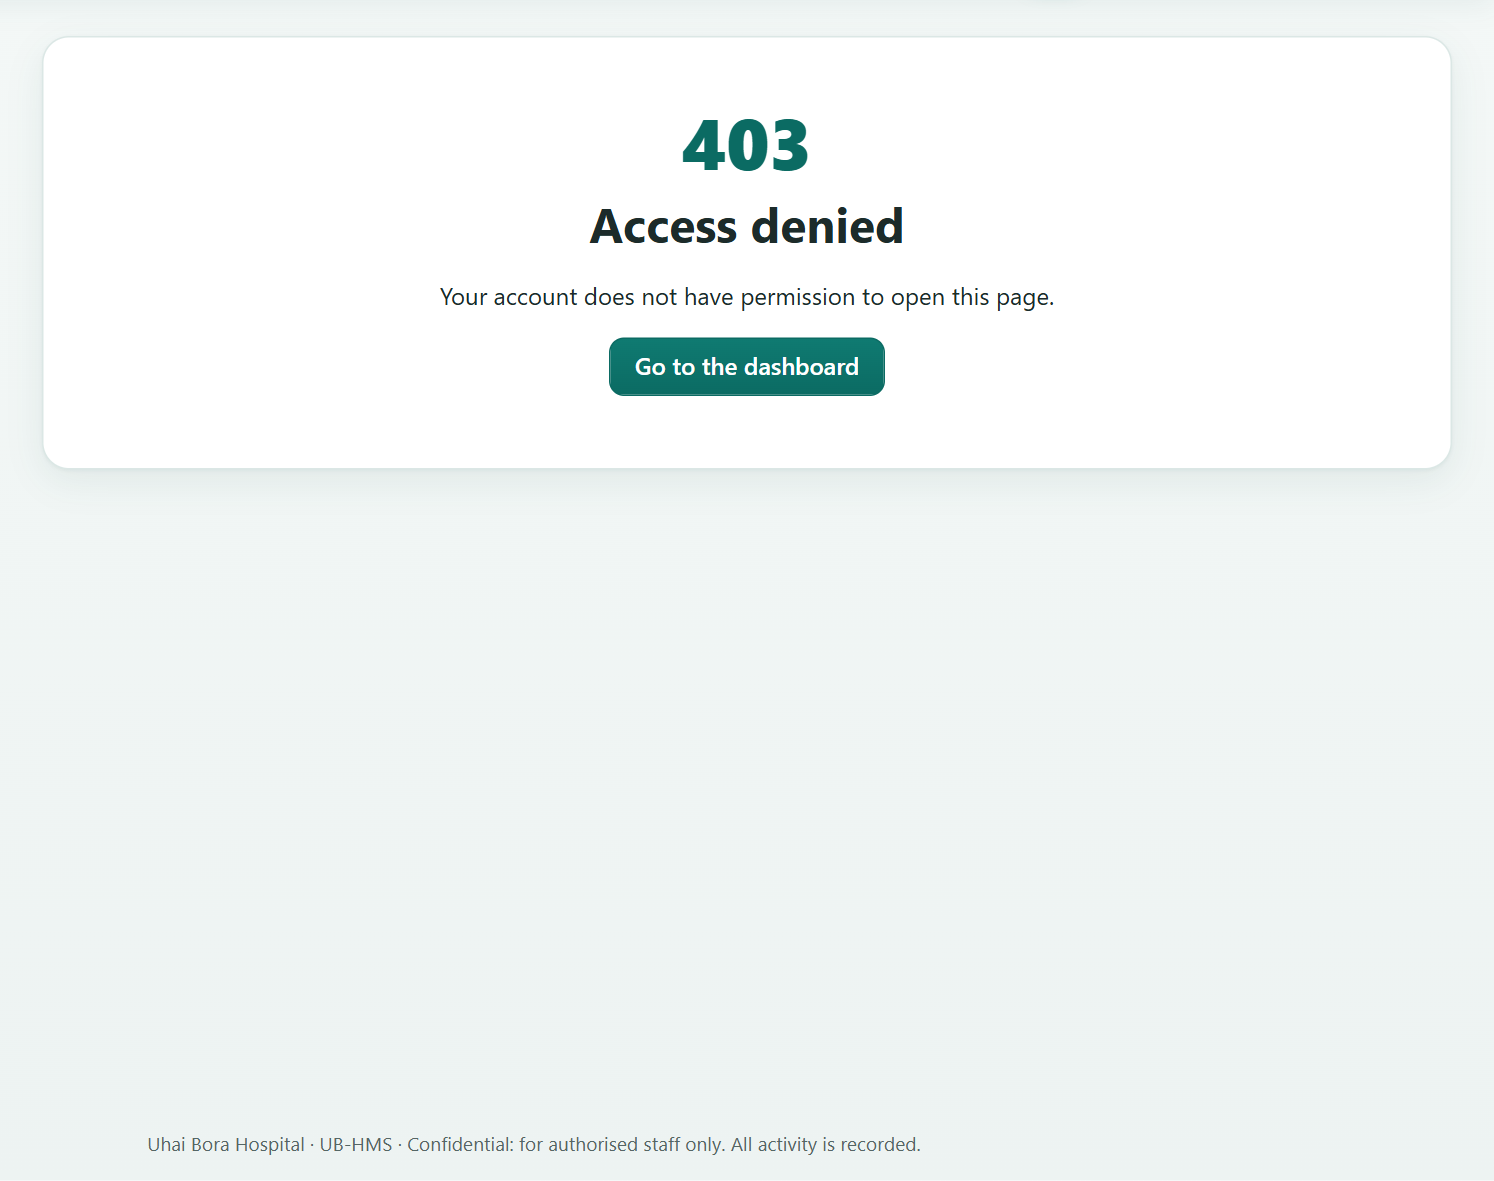 403
Access denied
Your account does not have permission to open this page.
Go to the dashboard
Uhai Bora Hospital · UB-HMS · Confidential: for authorised staff only. All activity is recorded.